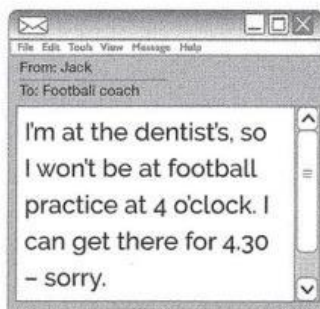 File Edit Tools View Message Help
From: Jack
To: Football coach
I'm at the dentist's, so
I won't be at football
practice at 4 o'clock. I
can get there for 4.30
– sorry.